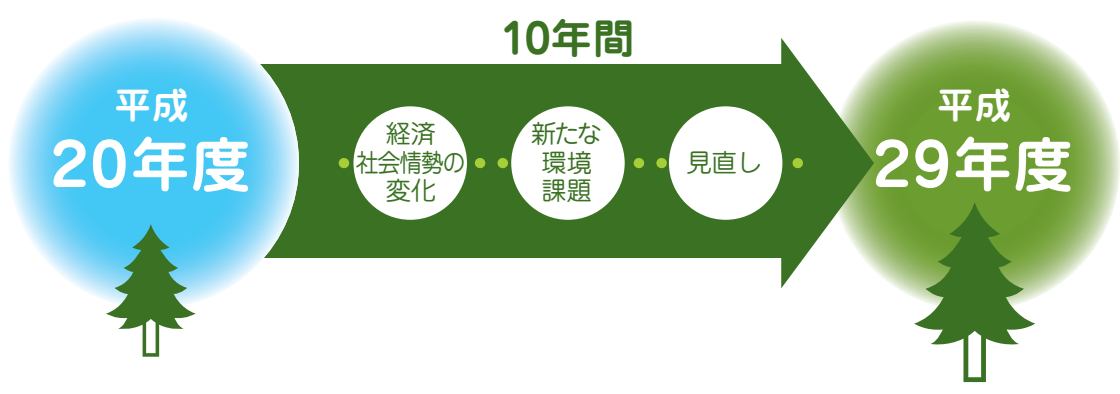 10年間
平成
20年度
経済
社会情勢の
変化
新たな
環境
課題
見直し
平成
29年度